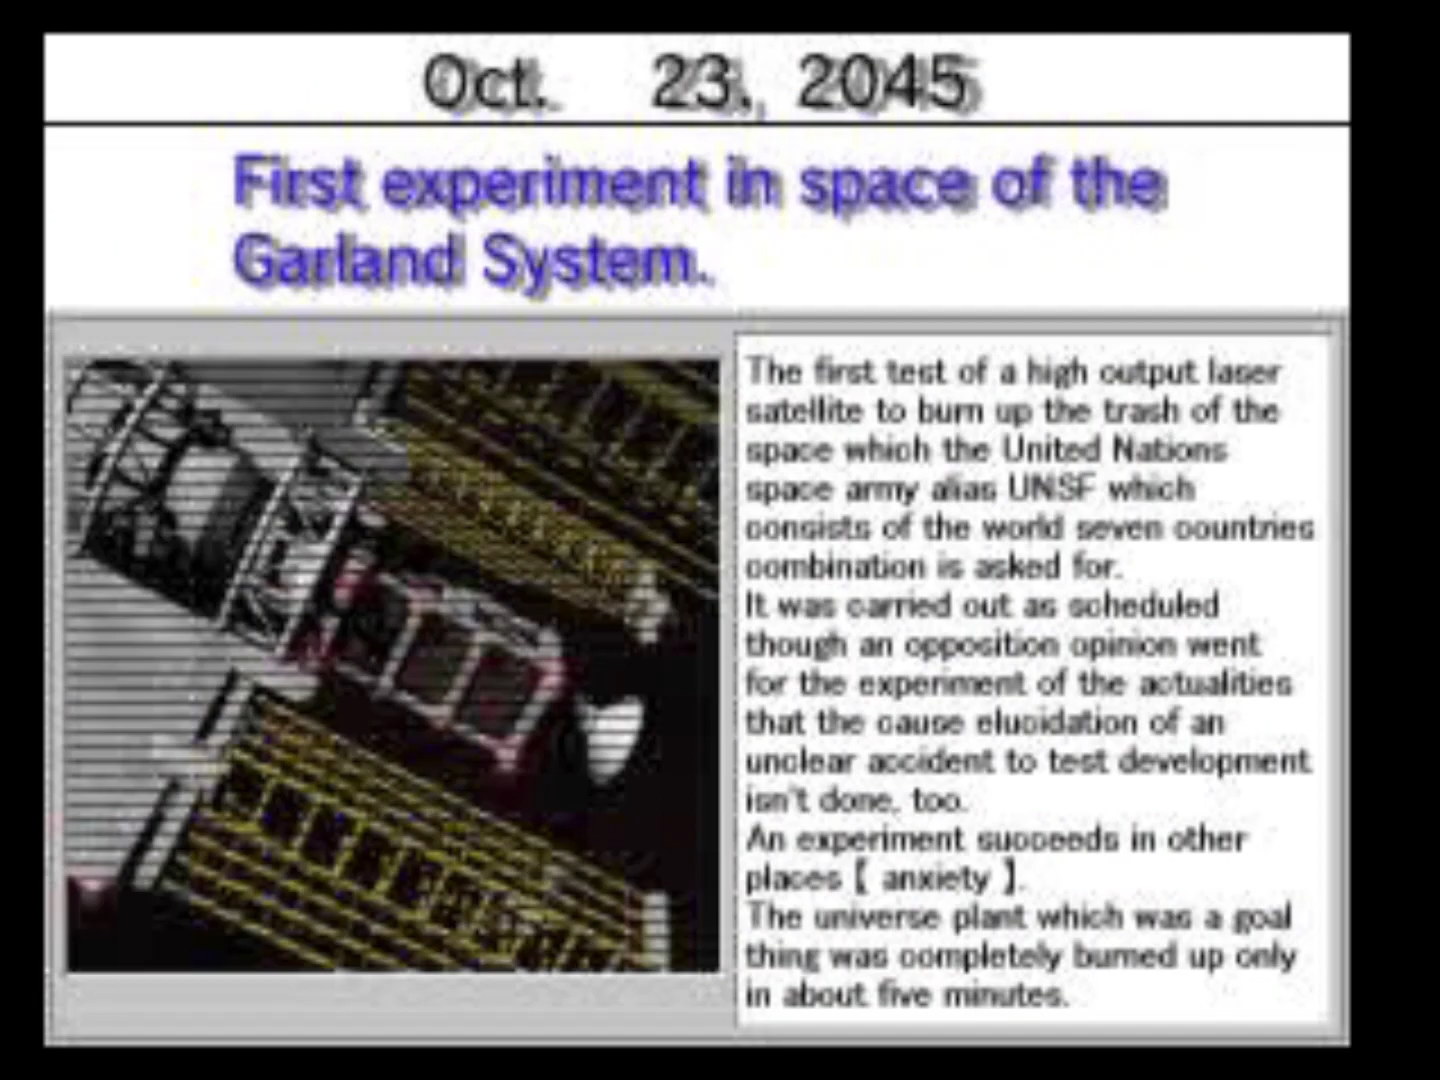 Oct. 23, 2045
First experiment in space of the
Garland System.
The first test of a high output laser
satellite to burn up the trash of the
space which the United Nations
space army alias UNSF which
consists of the world seven countries
combination is asked for.
It was carried out as scheduled
though an opposition opinion went
for the experiment of the actualities
that the cause elucidation of an
unclear accident to test development
isn't done, too.
An experiment succeeds in other
places [ anxiety ].
The universe plant which was a goal
thing was completely burned up only
in about five minutes.